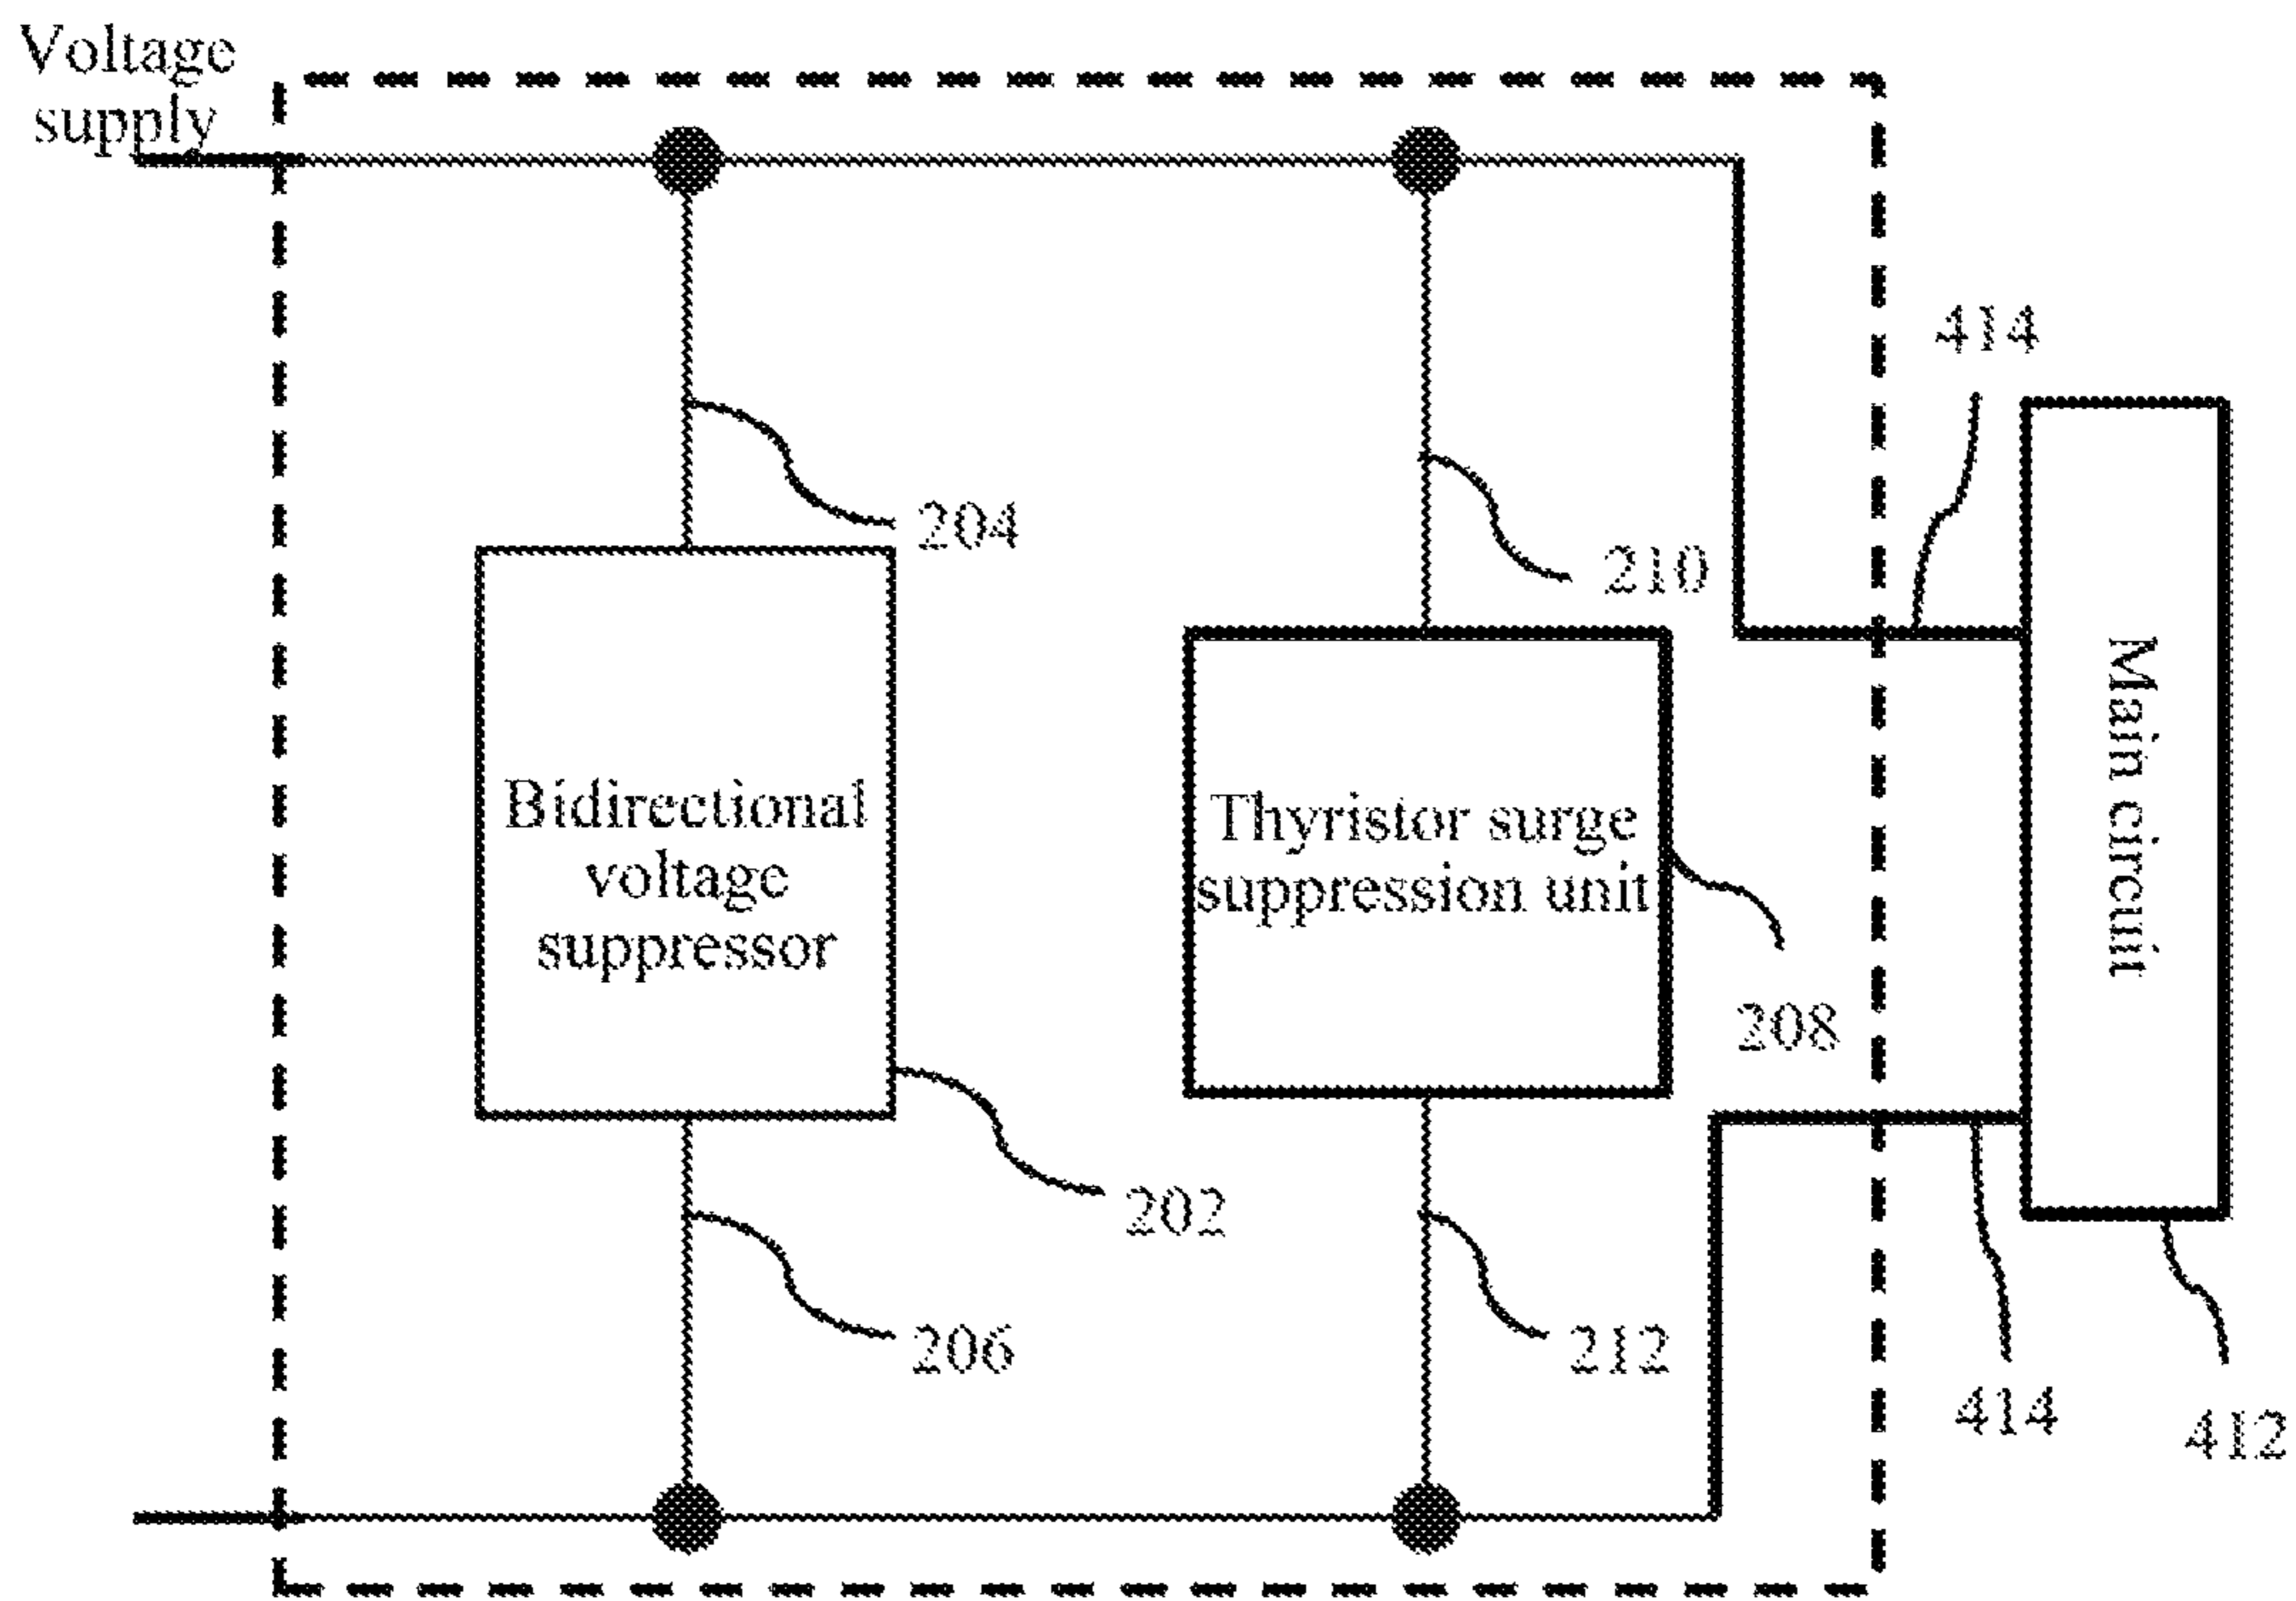 Voltage
supply
414
204
210
Bidirectional
voltage
suppressor
Thyristor surge
suppression unit
Main circuit
208
202
206
212
414
412